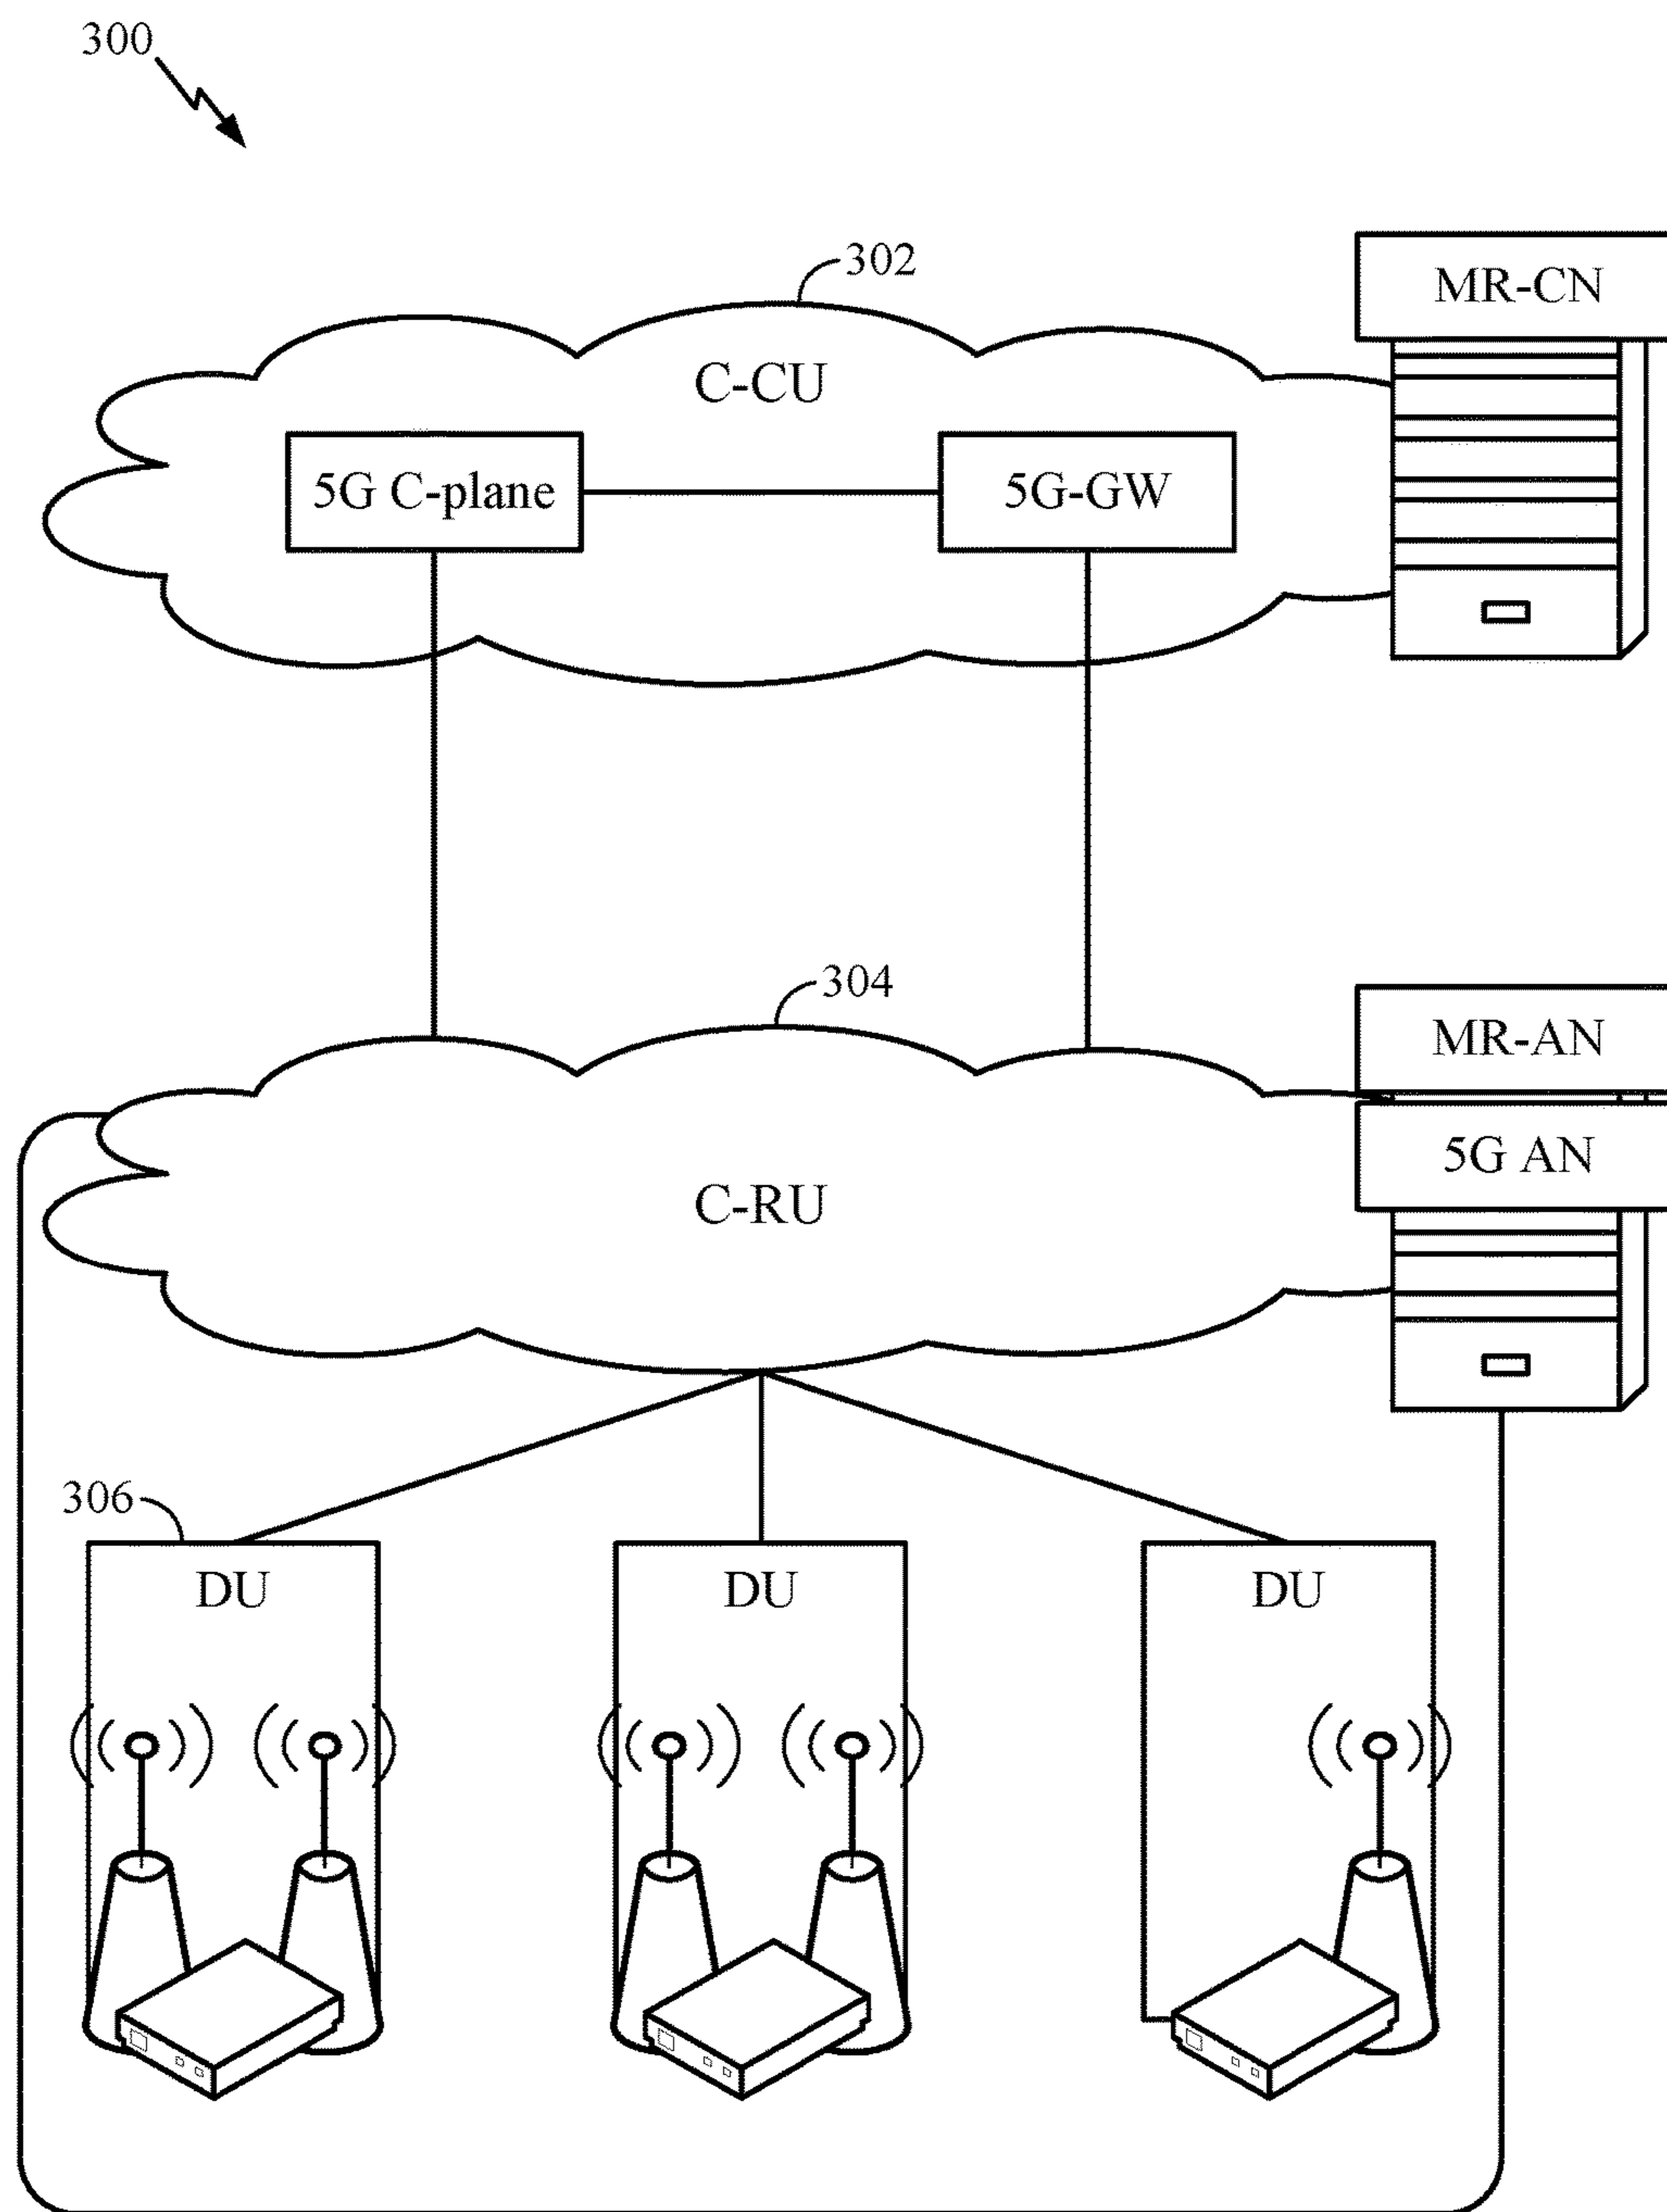 300
302
MR-CN
C-CU
5G C-plane
5G-GW
304
MR-AN
5G AN
C-RU
306
DU
DU
DU